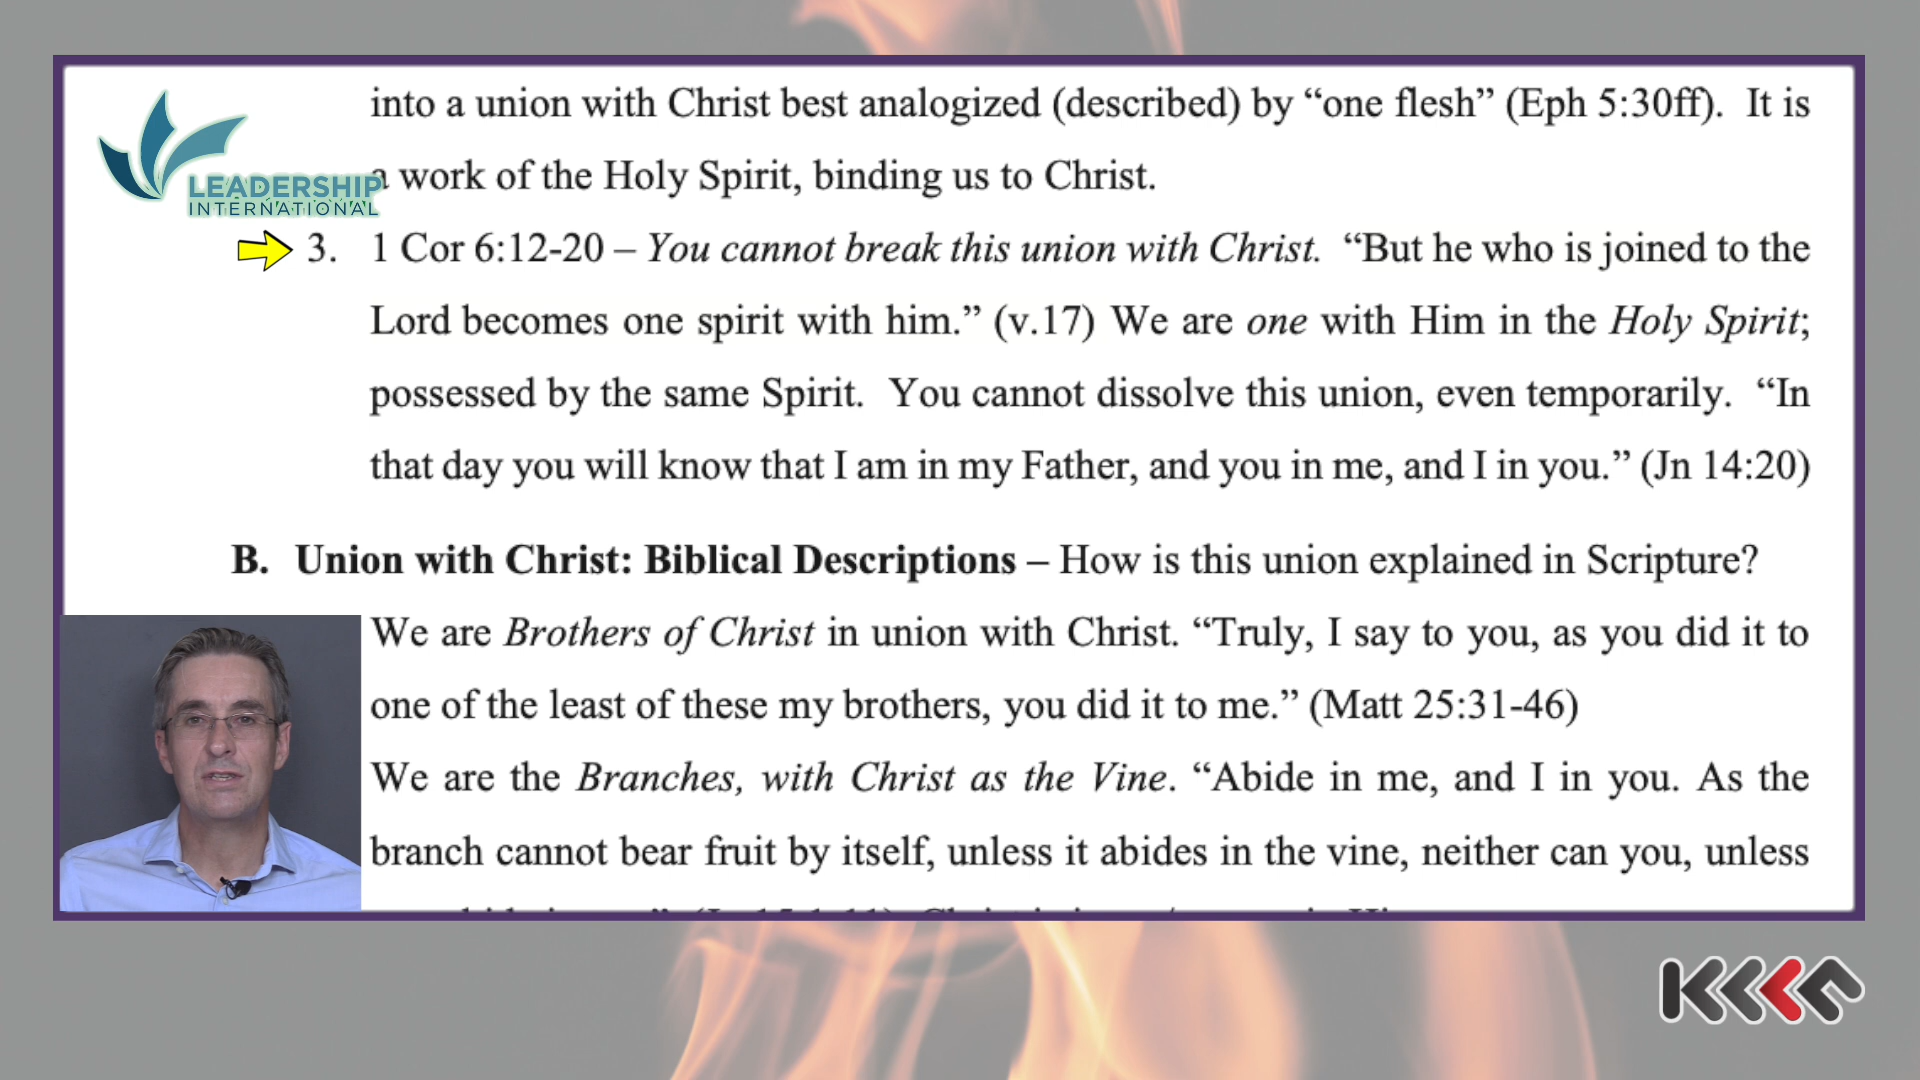 into a union with Christ best analogized (described) by “one flesh” (Eph 5:30ff).  It is
a work of the Holy Spirit, binding us to Christ.
LEADERSHIP
INTERNATIONAL
3. 1 Cor 6:12-20 – You cannot break this union with Christ.  “But he who is joined to the
Lord becomes one spirit with him.” (v.17) We are one with Him in the Holy Spirit;
possessed by the same Spirit.  You cannot dissolve this union, even temporarily.  “In
that day you will know that I am in my Father, and you in me, and I in you.” (Jn 14:20)
B. Union with Christ: Biblical Descriptions – How is this union explained in Scripture?
We are Brothers of Christ in union with Christ. “Truly, I say to you, as you did it to
one of the least of these my brothers, you did it to me.” (Matt 25:31-46)
We are the Branches, with Christ as the Vine. “Abide in me, and I in you. As the
branch cannot bear fruit by itself, unless it abides in the vine, neither can you, unless